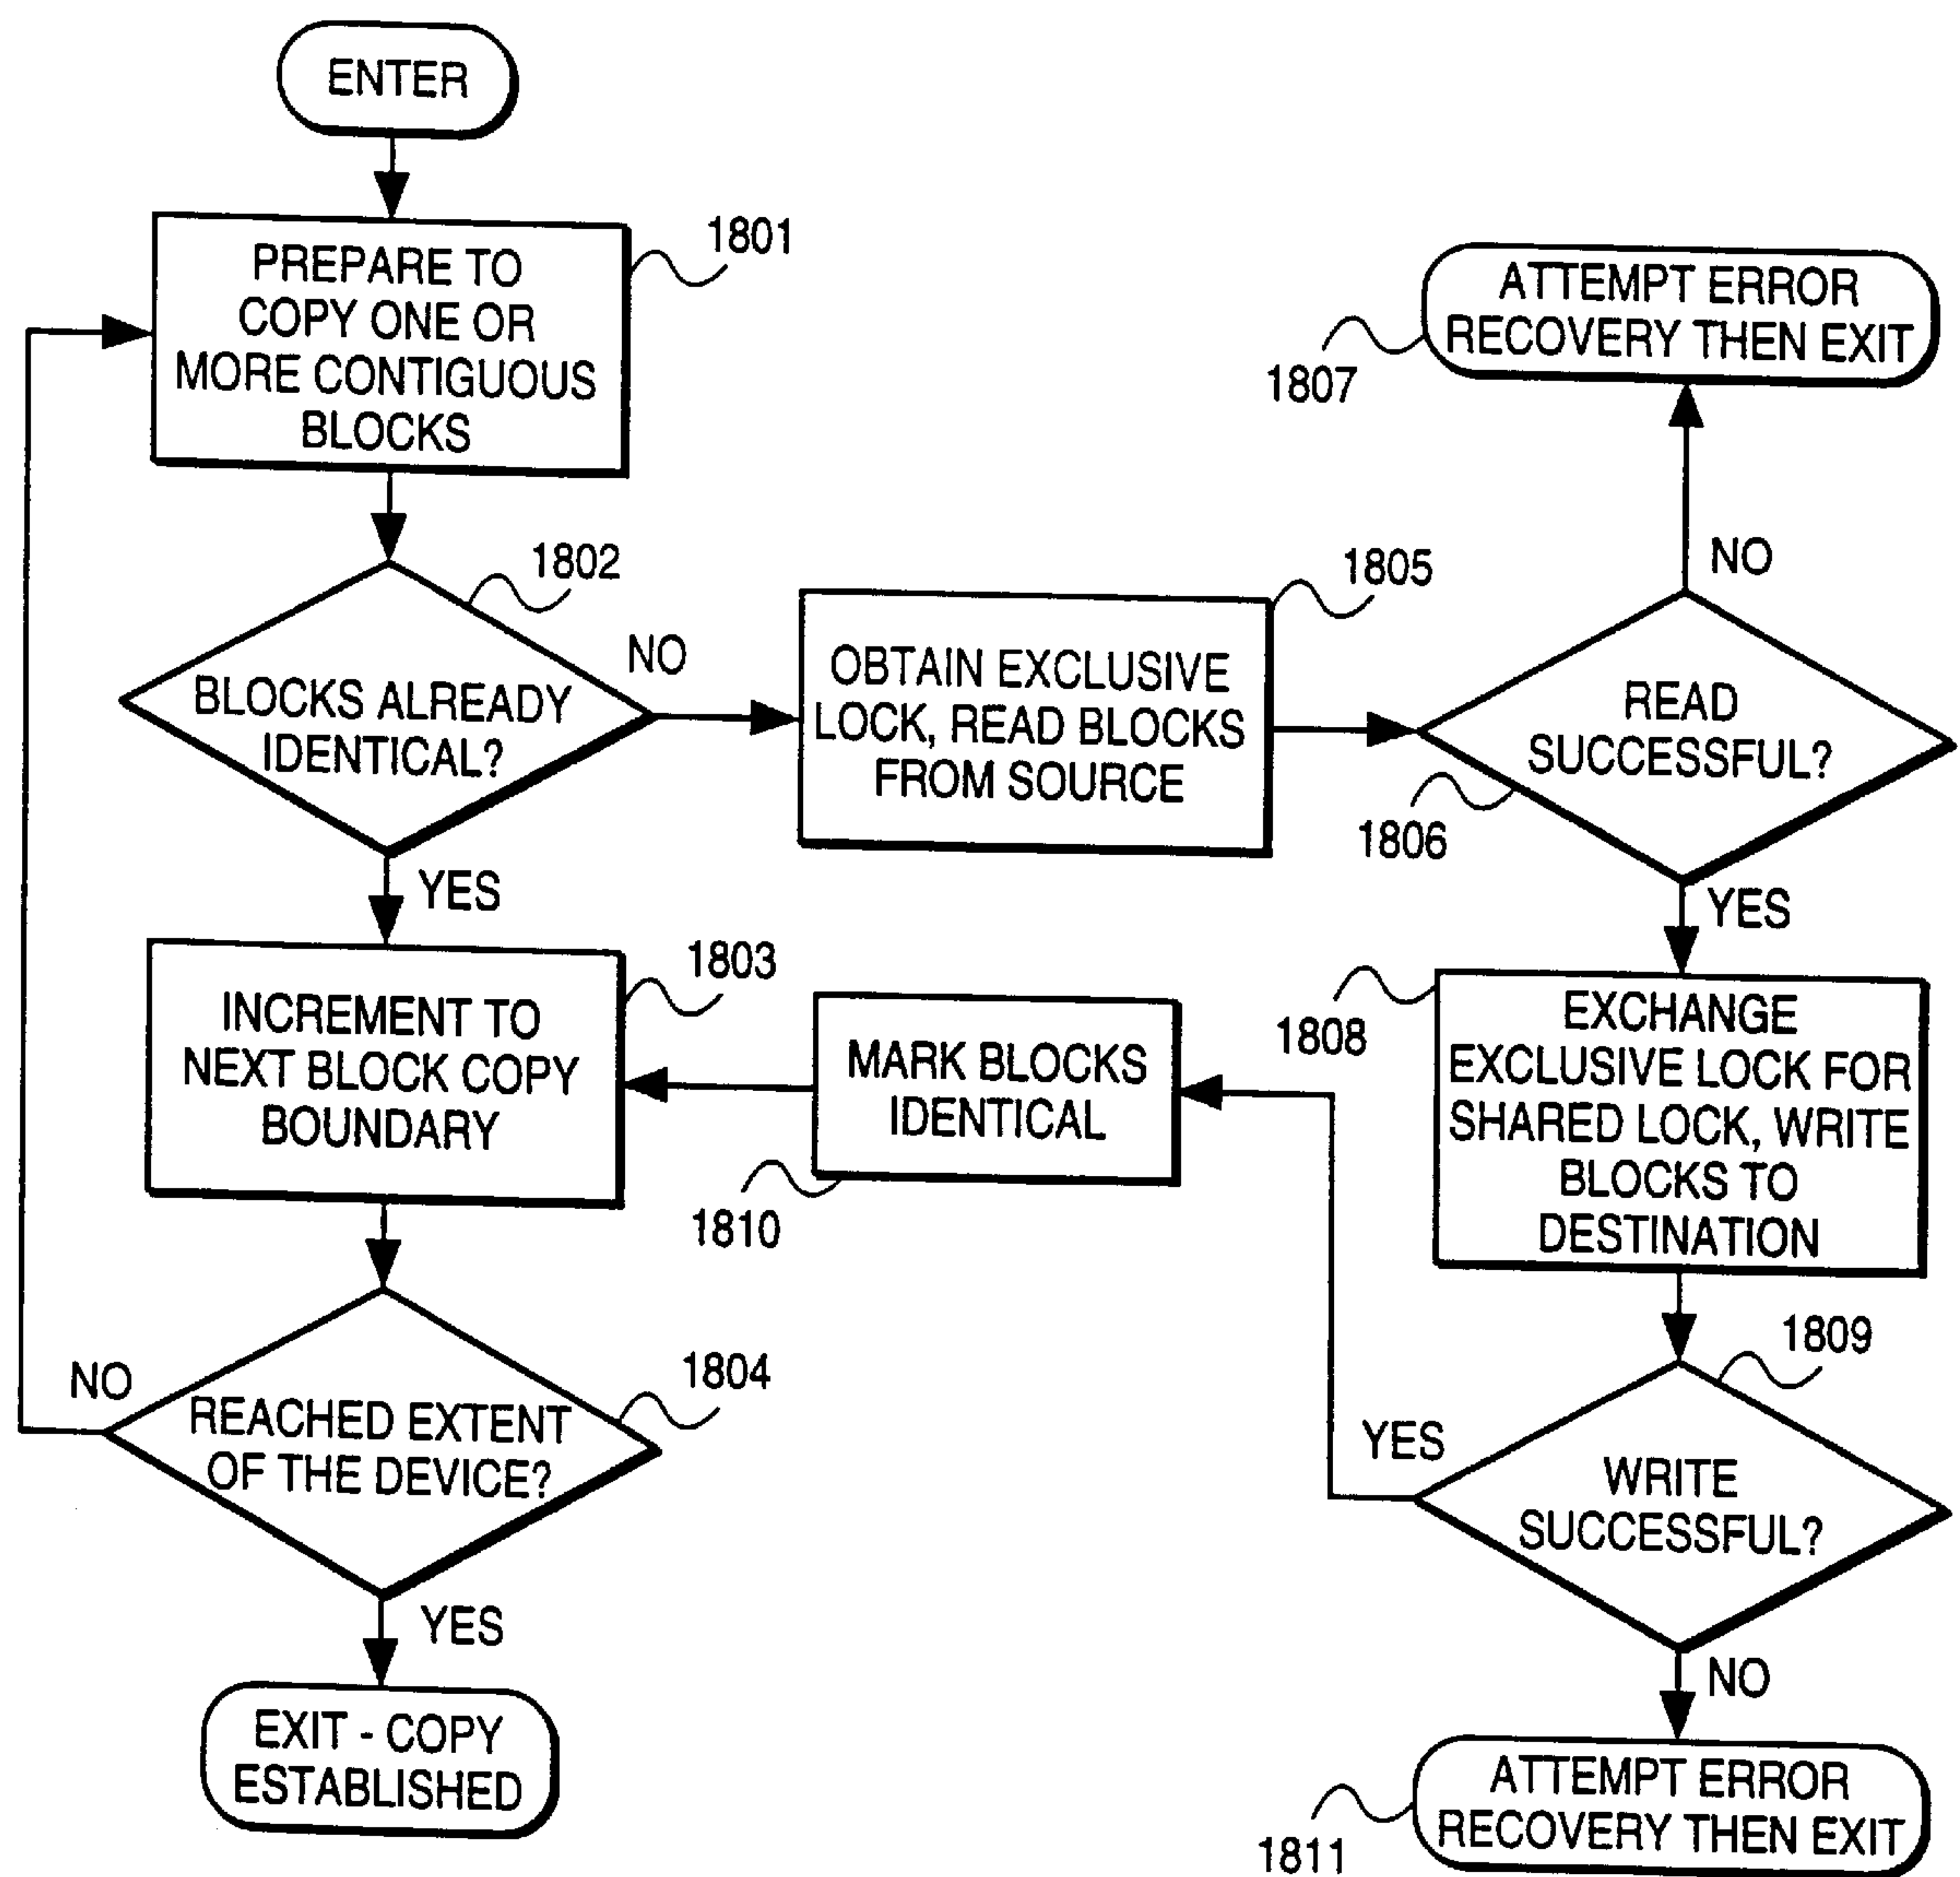 ENTER
1801
PREPARE TO
COPY ONE OR
MORE CONTIGUOUS
BLOCKS
1802
BLOCKS ALREADY
IDENTICAL?
NO
YES
1803
INCREMENT TO
NEXT BLOCK COPY
BOUNDARY
1804
REACHED EXTENT
OF THE DEVICE?
NO
YES
EXIT - COPY
ESTABLISHED
1805
OBTAIN EXCLUSIVE
LOCK, READ BLOCKS
FROM SOURCE
1806
READ
SUCCESSFUL?
NO
ATTEMPT ERROR
RECOVERY THEN EXIT
1807
YES
1808
EXCHANGE
EXCLUSIVE LOCK FOR
SHARED LOCK, WRITE
BLOCKS TO
DESTINATION
1809
WRITE
SUCCESSFUL?
YES
MARK BLOCKS
IDENTICAL
1810
NO
ATTEMPT ERROR
RECOVERY THEN EXIT
1811